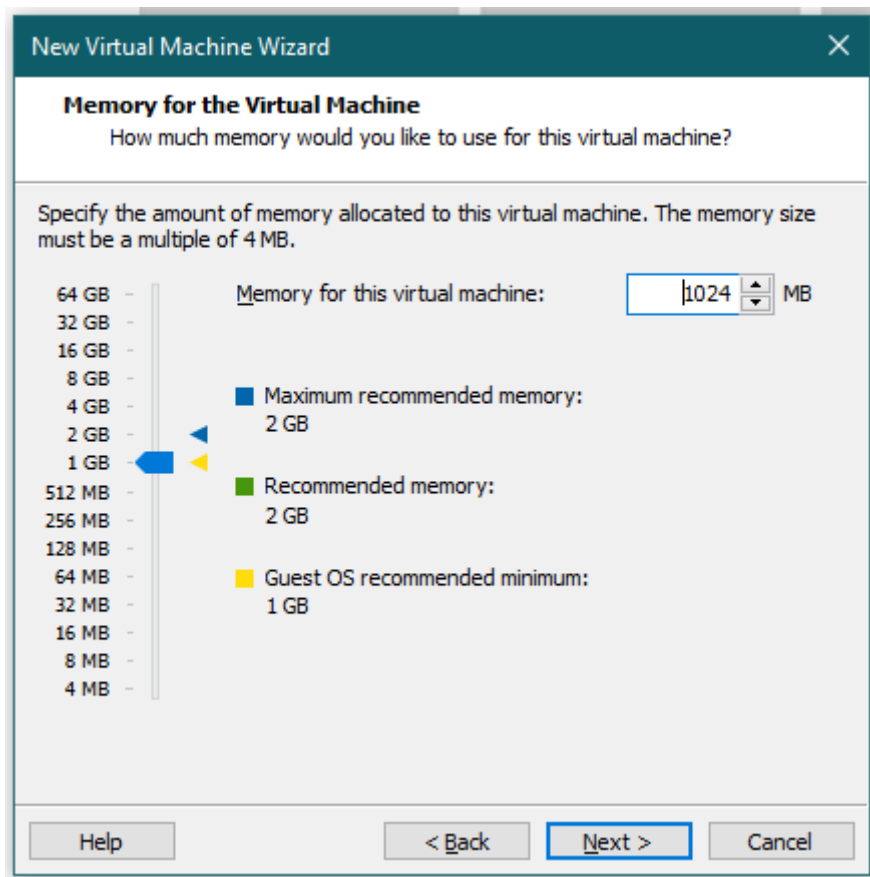 New Virtual Machine Wizard
Memory for the Virtual Machine
How much memory would you like to use for this virtual machine?
Specify the amount of memory allocated to this virtual machine. The memory size
must be a multiple of 4 MB.
64 GB
32 GB
16 GB
8 GB
4 GB
2 GB
1 GB
512 MB
256 MB
128 MB
64 MB
32 MB
16 MB
8 MB
4 MB
Memory for this virtual machine: 1024 MB
Maximum recommended memory:
2 GB
Recommended memory:
2 GB
Guest OS recommended minimum:
1 GB
Help < Back Next > Cancel